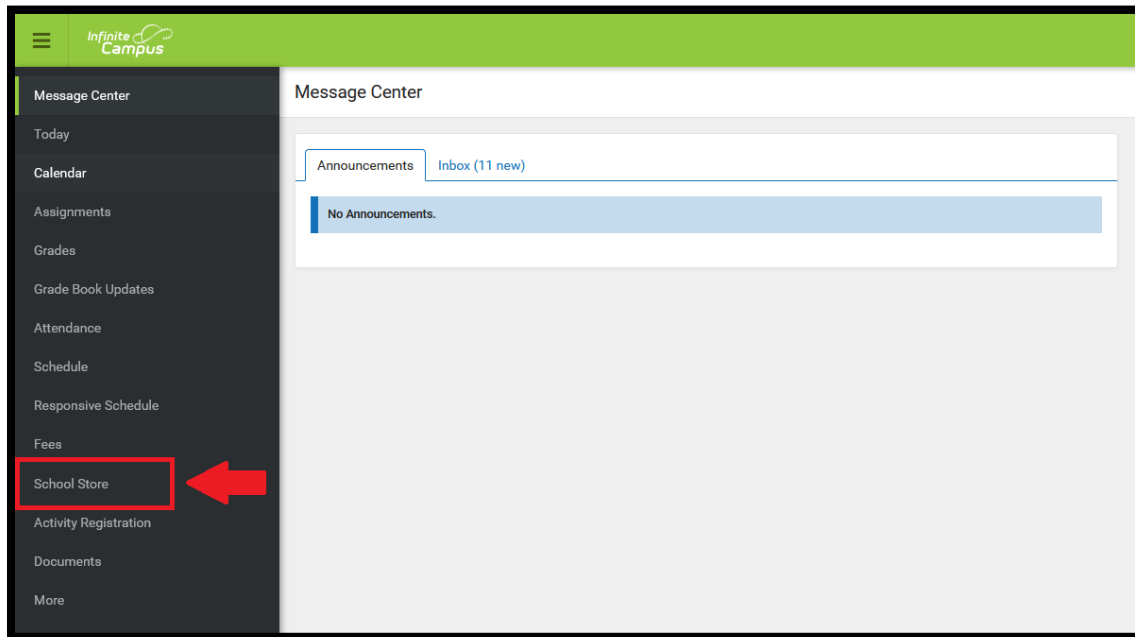 Infinite
Campus
Message Center
Today
Calendar
Assignments
Grades
Grade Book Updates
Attendance
Schedule
Responsive Schedule
Fees
School Store
Activity Registration
Documents
More
Message Center
Announcements Inbox (11 new)
No Announcements.